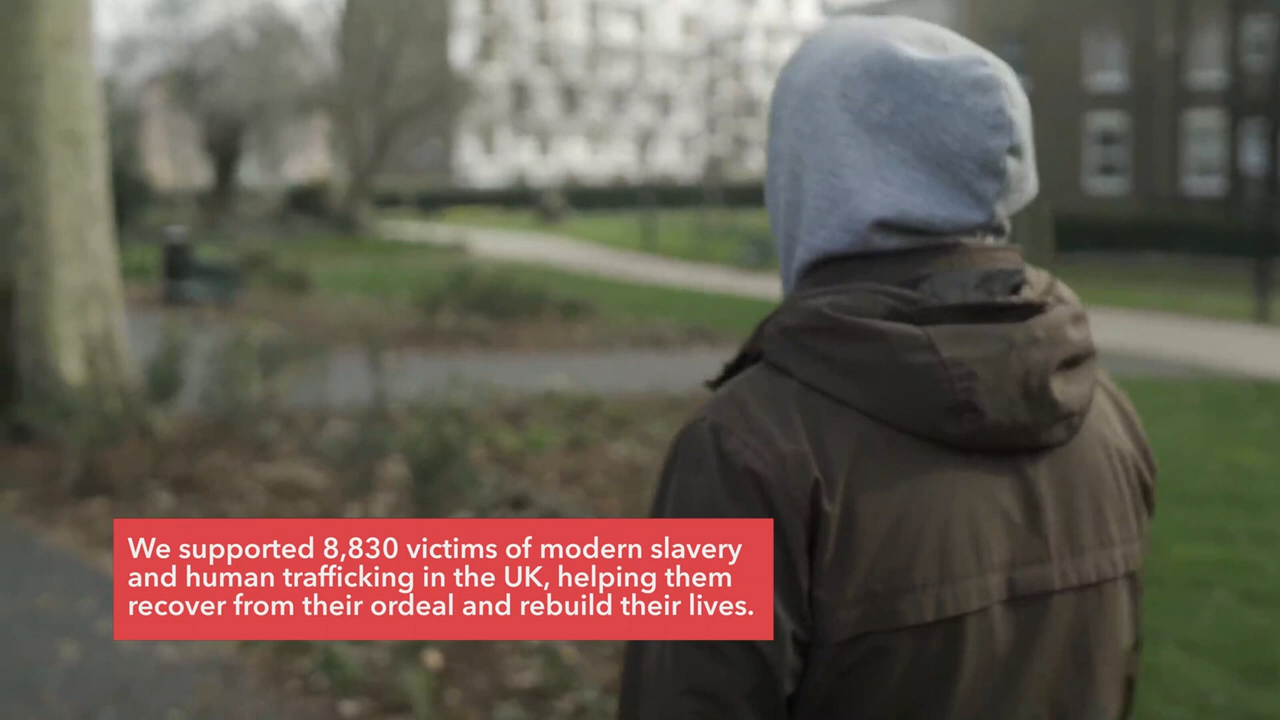 We supported 8,830 victims of modern slavery
and human trafficking in the UK, helping them
recover from their ordeal and rebuild their lives.